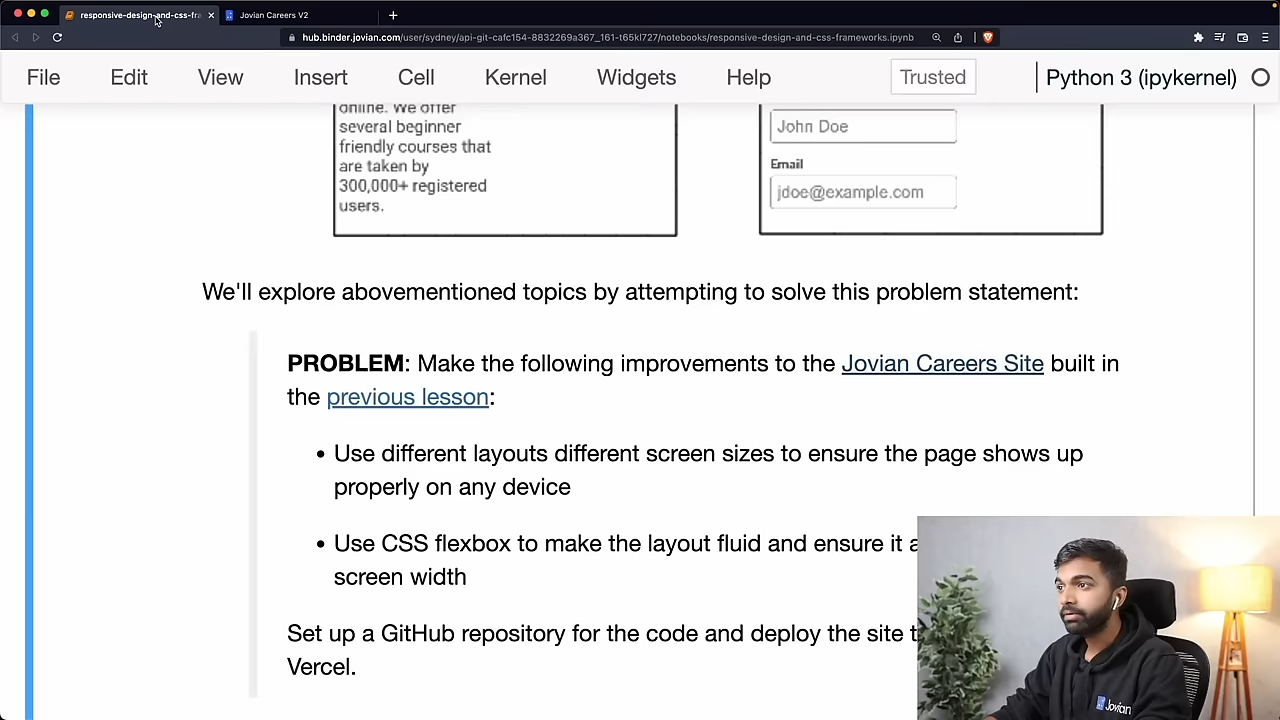 responsive-design-and-css-fra
Jovian Careers V2
hub.binder.jovian.com/user/sydney/api-git-cafc154-8832269a367_161-t65kl727/notebooks/responsive-design-and-css-frameworks.ipynb
File Edit View Insert Cell Kernel Widgets Help Trusted Python 3 (ipykernel)
online. We offer
several beginner
friendly courses that
are taken by
300,000+ registered
users.
John Doe
Email
jdoe@example.com
We'll explore abovementioned topics by attempting to solve this problem statement:
PROBLEM: Make the following improvements to the Jovian Careers Site built in
the previous lesson:
• Use different layouts different screen sizes to ensure the page shows up
properly on any device
• Use CSS flexbox to make the layout fluid and ensure it a
screen width
Set up a GitHub repository for the code and deploy the site t
Vercel.
Jovian